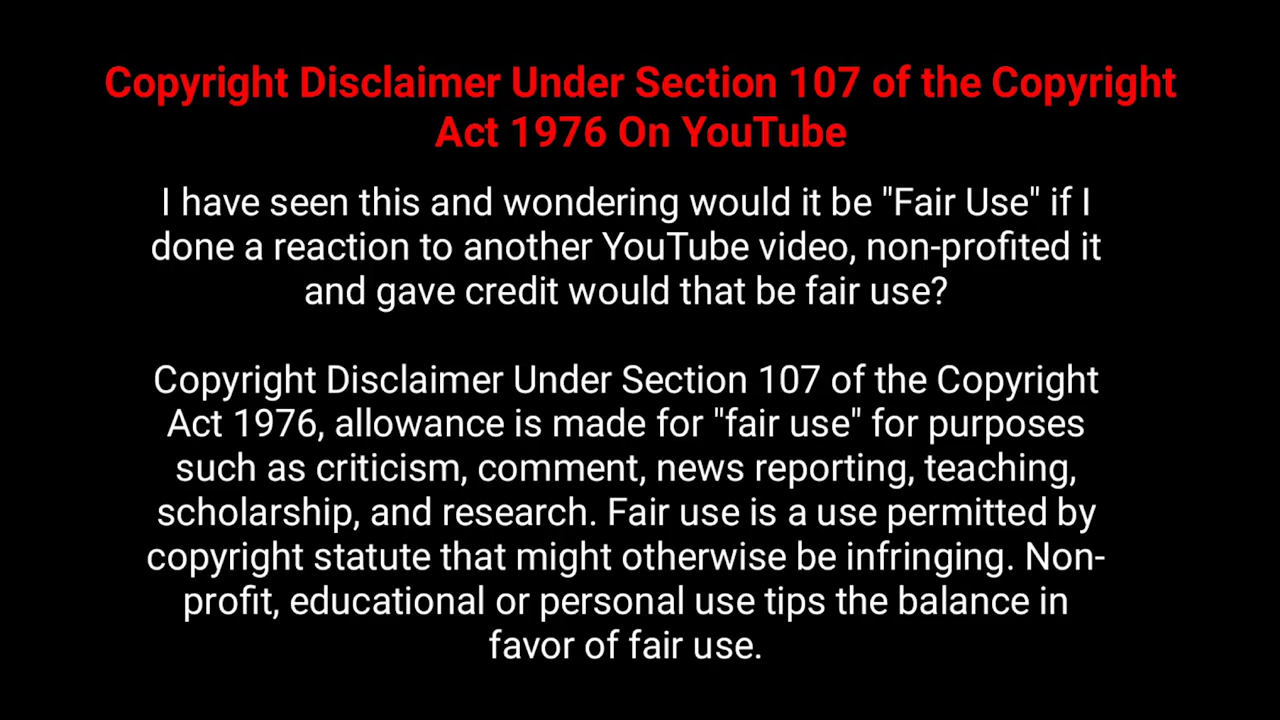 Copyright Disclaimer Under Section 107 of the Copyright
Act 1976 On YouTube
I have seen this and wondering would it be "Fair Use" if I
done a reaction to another YouTube video, non-profited it
and gave credit would that be fair use?
Copyright Disclaimer Under Section 107 of the Copyright
Act 1976, allowance is made for "fair use" for purposes
such as criticism, comment, news reporting, teaching,
scholarship, and research. Fair use is a use permitted by
copyright statute that might otherwise be infringing. Non-
profit, educational or personal use tips the balance in
favor of fair use.